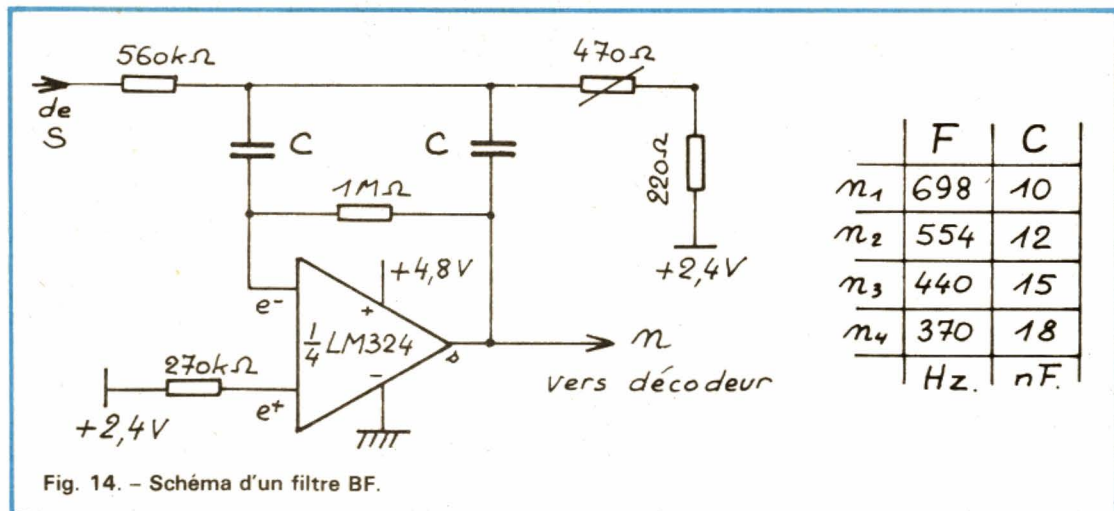 560kΩ
470Ω
de
S
C
C
1MΩ
220Ω
+2,4V
+4,8V
e-
+
1/4 LM324
s
n
-
270kΩ
e+
vers décodeur
+2,4V
F C
n1 698 10
n2 554 12
n3 440 15
n4 370 18
Hz. nF.
Fig. 14. – Schéma d'un filtre BF.